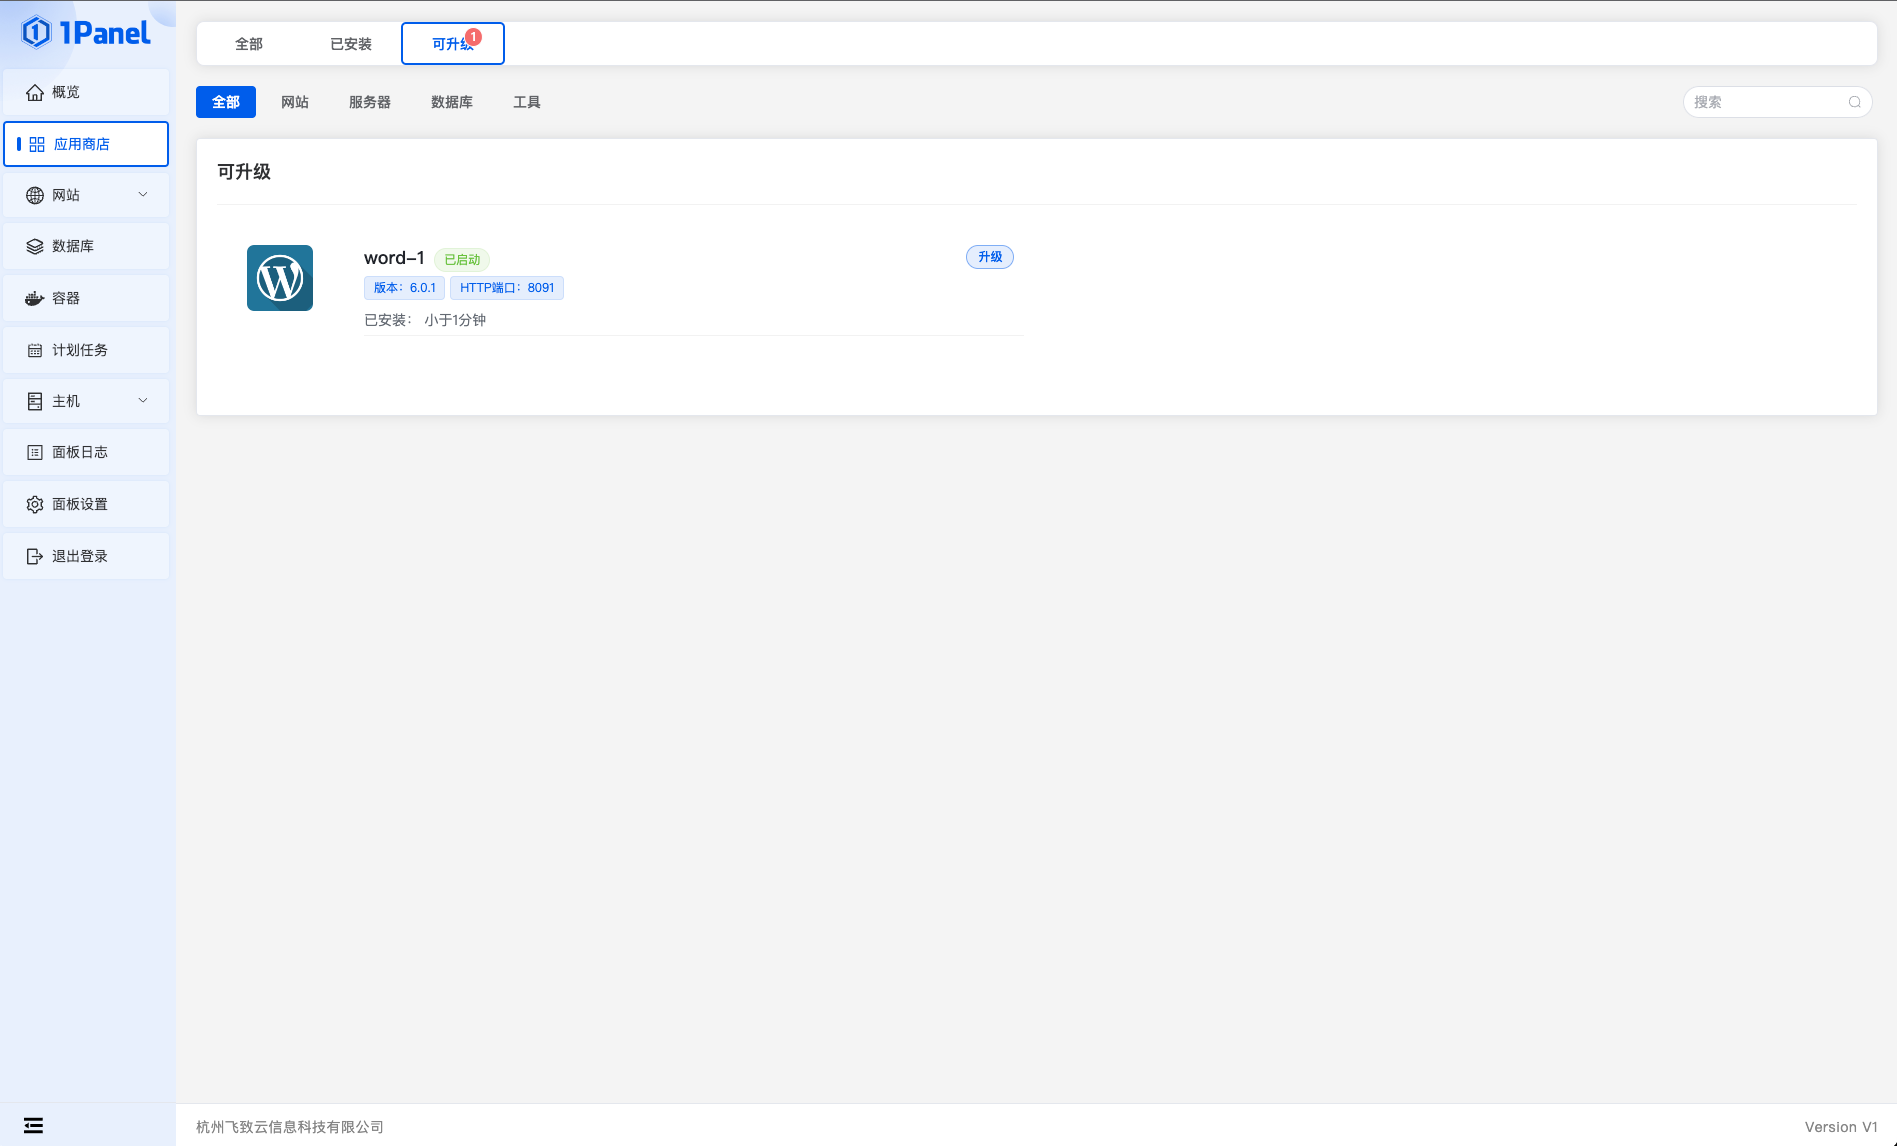 1Panel
概览
应用商店
网站
数据库
容器
计划任务
主机
面板日志
面板设置
退出登录
全部
已安装
可升级
1
全部
网站
服务器
数据库
工具
搜索
可升级
word-1 已启动
升级
版本：6.0.1 HTTP端口：8091
已安装： 小于1分钟
杭州飞致云信息科技有限公司
Version V1